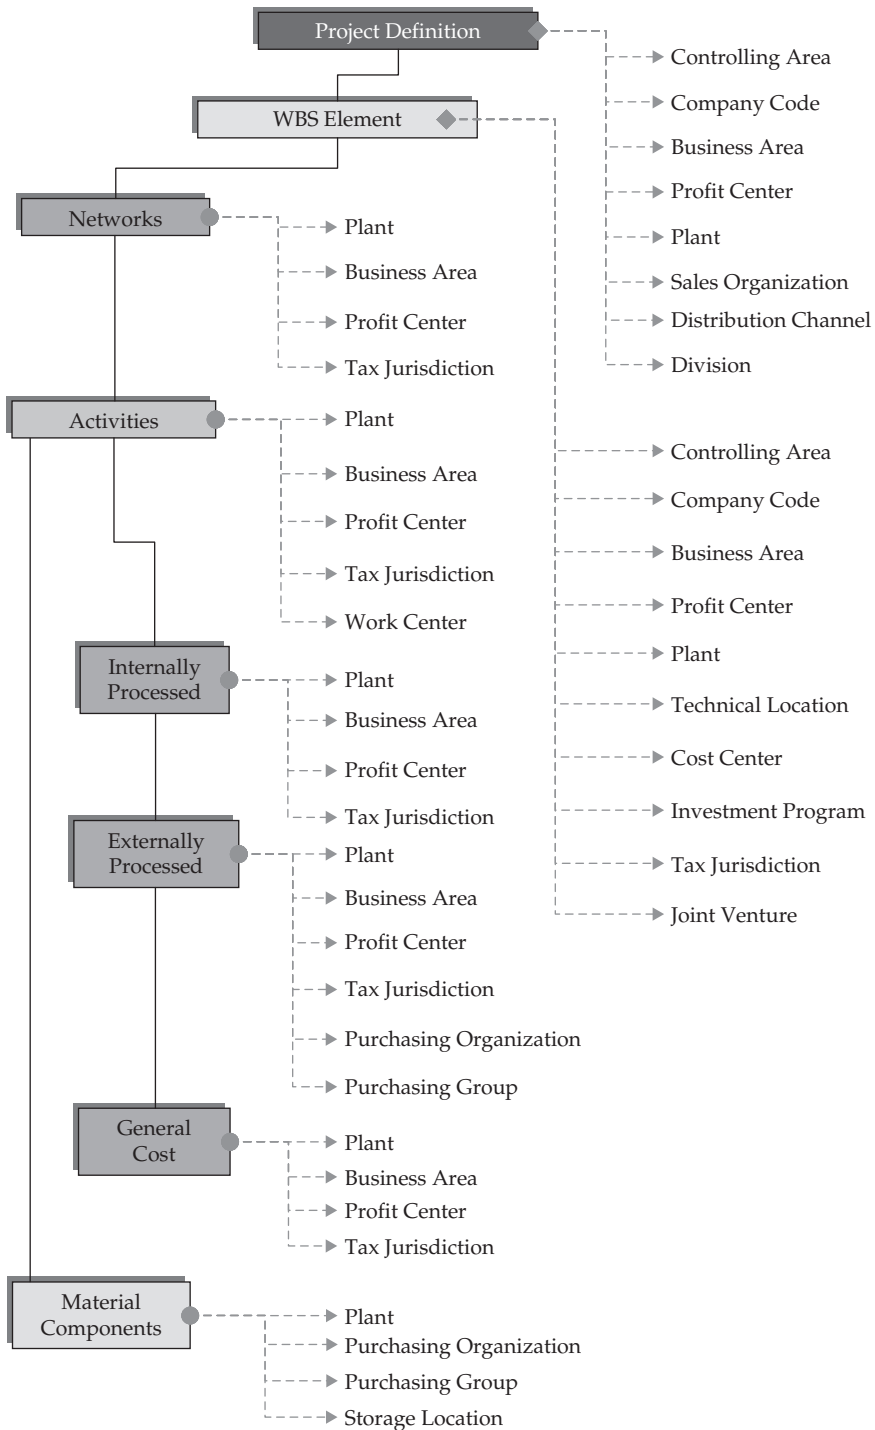 Project Definition
Controlling Area
Company Code
Business Area
Profit Center
Plant
Sales Organization
Distribution Channel
Division
WBS Element
Controlling Area
Company Code
Business Area
Profit Center
Plant
Technical Location
Cost Center
Investment Program
Tax Jurisdiction
Joint Venture
Networks
Plant
Business Area
Profit Center
Tax Jurisdiction
Activities
Plant
Business Area
Profit Center
Tax Jurisdiction
Work Center
Internally
Processed
Plant
Business Area
Profit Center
Tax Jurisdiction
Externally
Processed
Plant
Business Area
Profit Center
Tax Jurisdiction
Purchasing Organization
Purchasing Group
General
Cost
Plant
Business Area
Profit Center
Tax Jurisdiction
Material
Components
Plant
Purchasing Organization
Purchasing Group
Storage Location